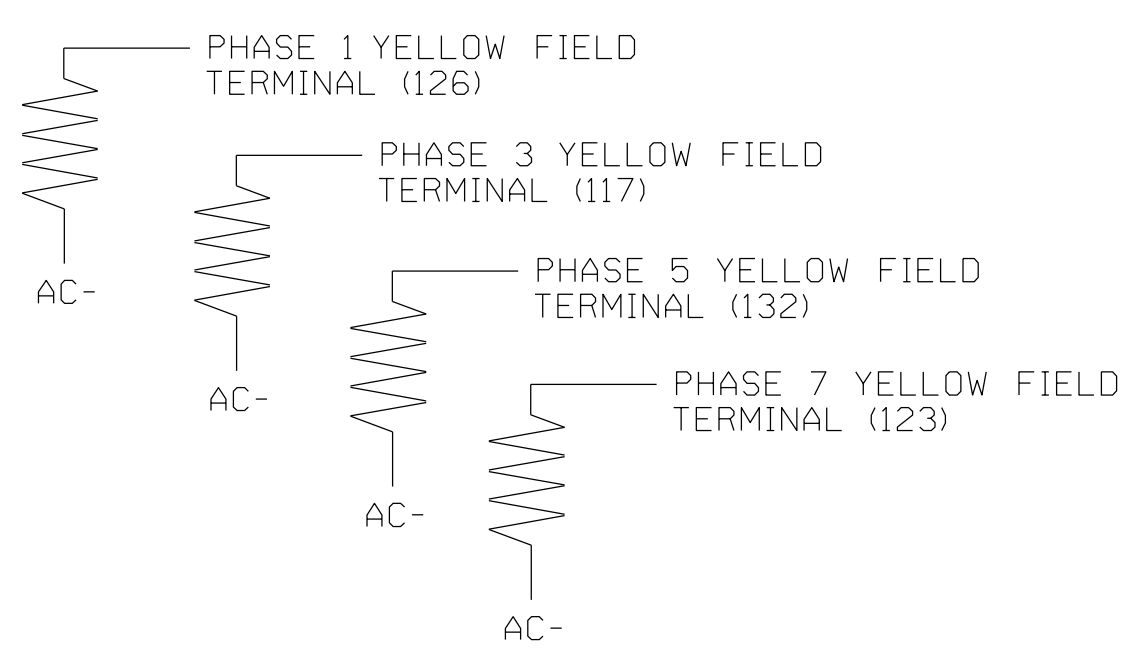 PHASE 1 YELLOW FIELD
TERMINAL (126)
AC-
PHASE 3 YELLOW FIELD
TERMINAL (117)
AC-
PHASE 5 YELLOW FIELD
TERMINAL (132)
AC-
PHASE 7 YELLOW FIELD
TERMINAL (123)
AC-